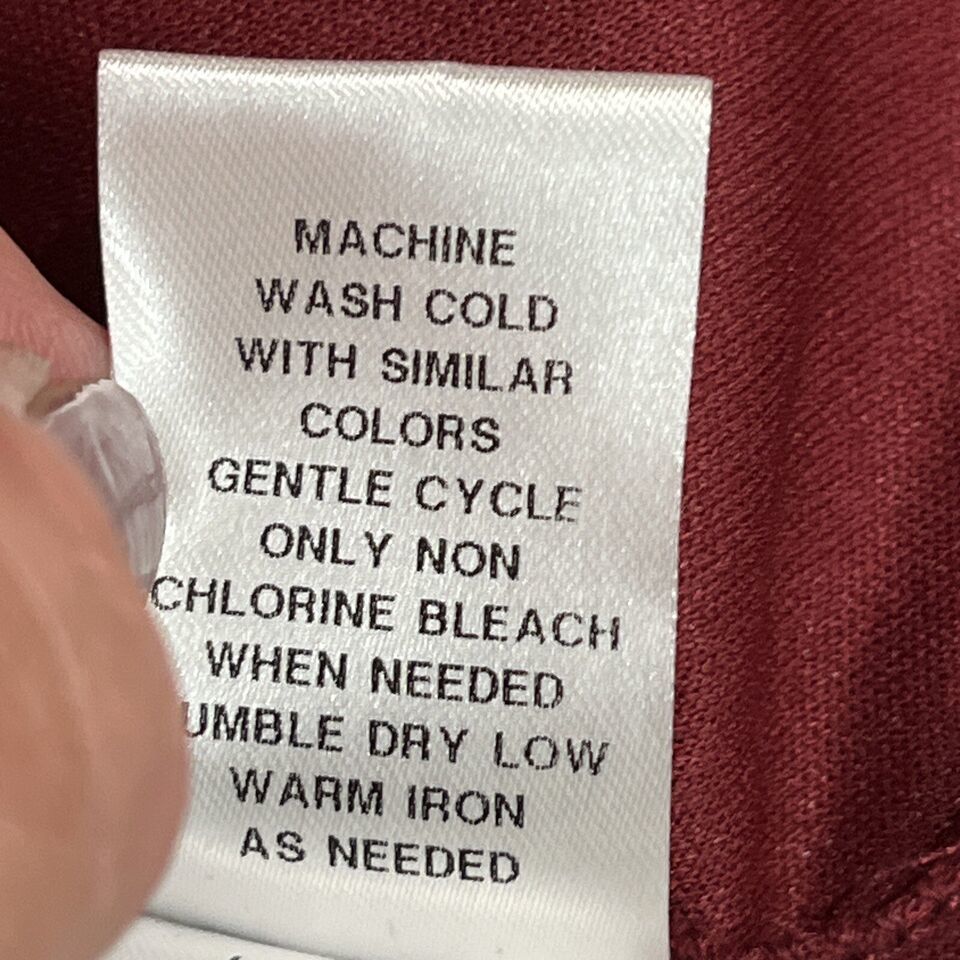 MACHINE
WASH COLD
WITH SIMILAR
COLORS
GENTLE CYCLE
ONLY NON
CHLORINE BLEACH
WHEN NEEDED
UMBLE DRY LOW
WARM IRON
AS NEEDED